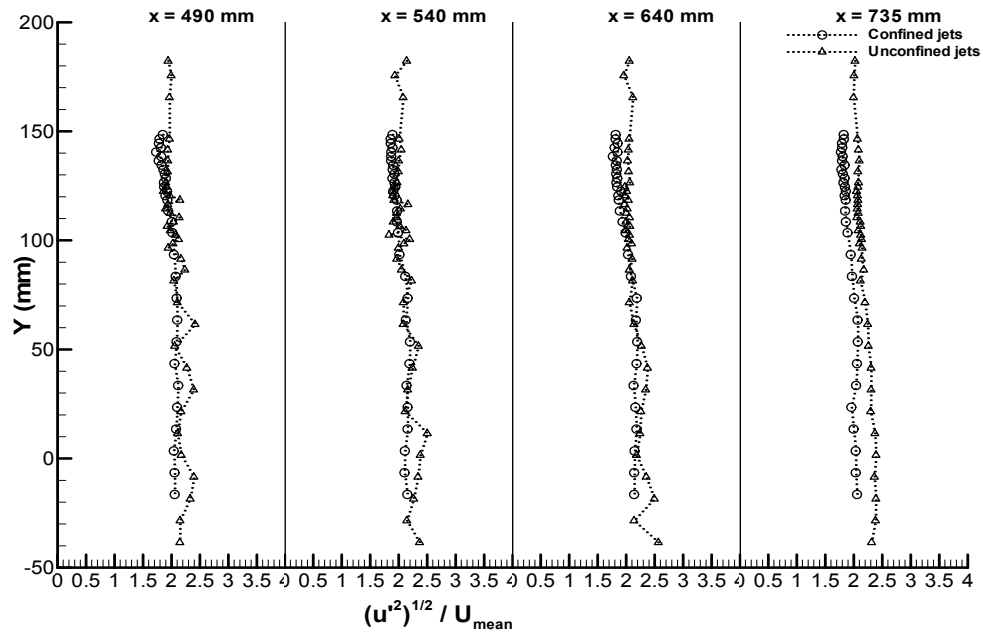 x = 490 mm x = 540 mm x = 640 mm x = 735 mm
Confined jets
Unconfined jets
200
150
100
50
0
-50
Y (mm)
0 0.5 1 1.5 2 2.5 3 3.5 0.5 1 1.5 2 2.5 3 3.5 0.5 1 1.5 2 2.5 3 3.5 0.5 1 1.5 2 2.5 3 3.5 4
(u'²)¹/² / Umean